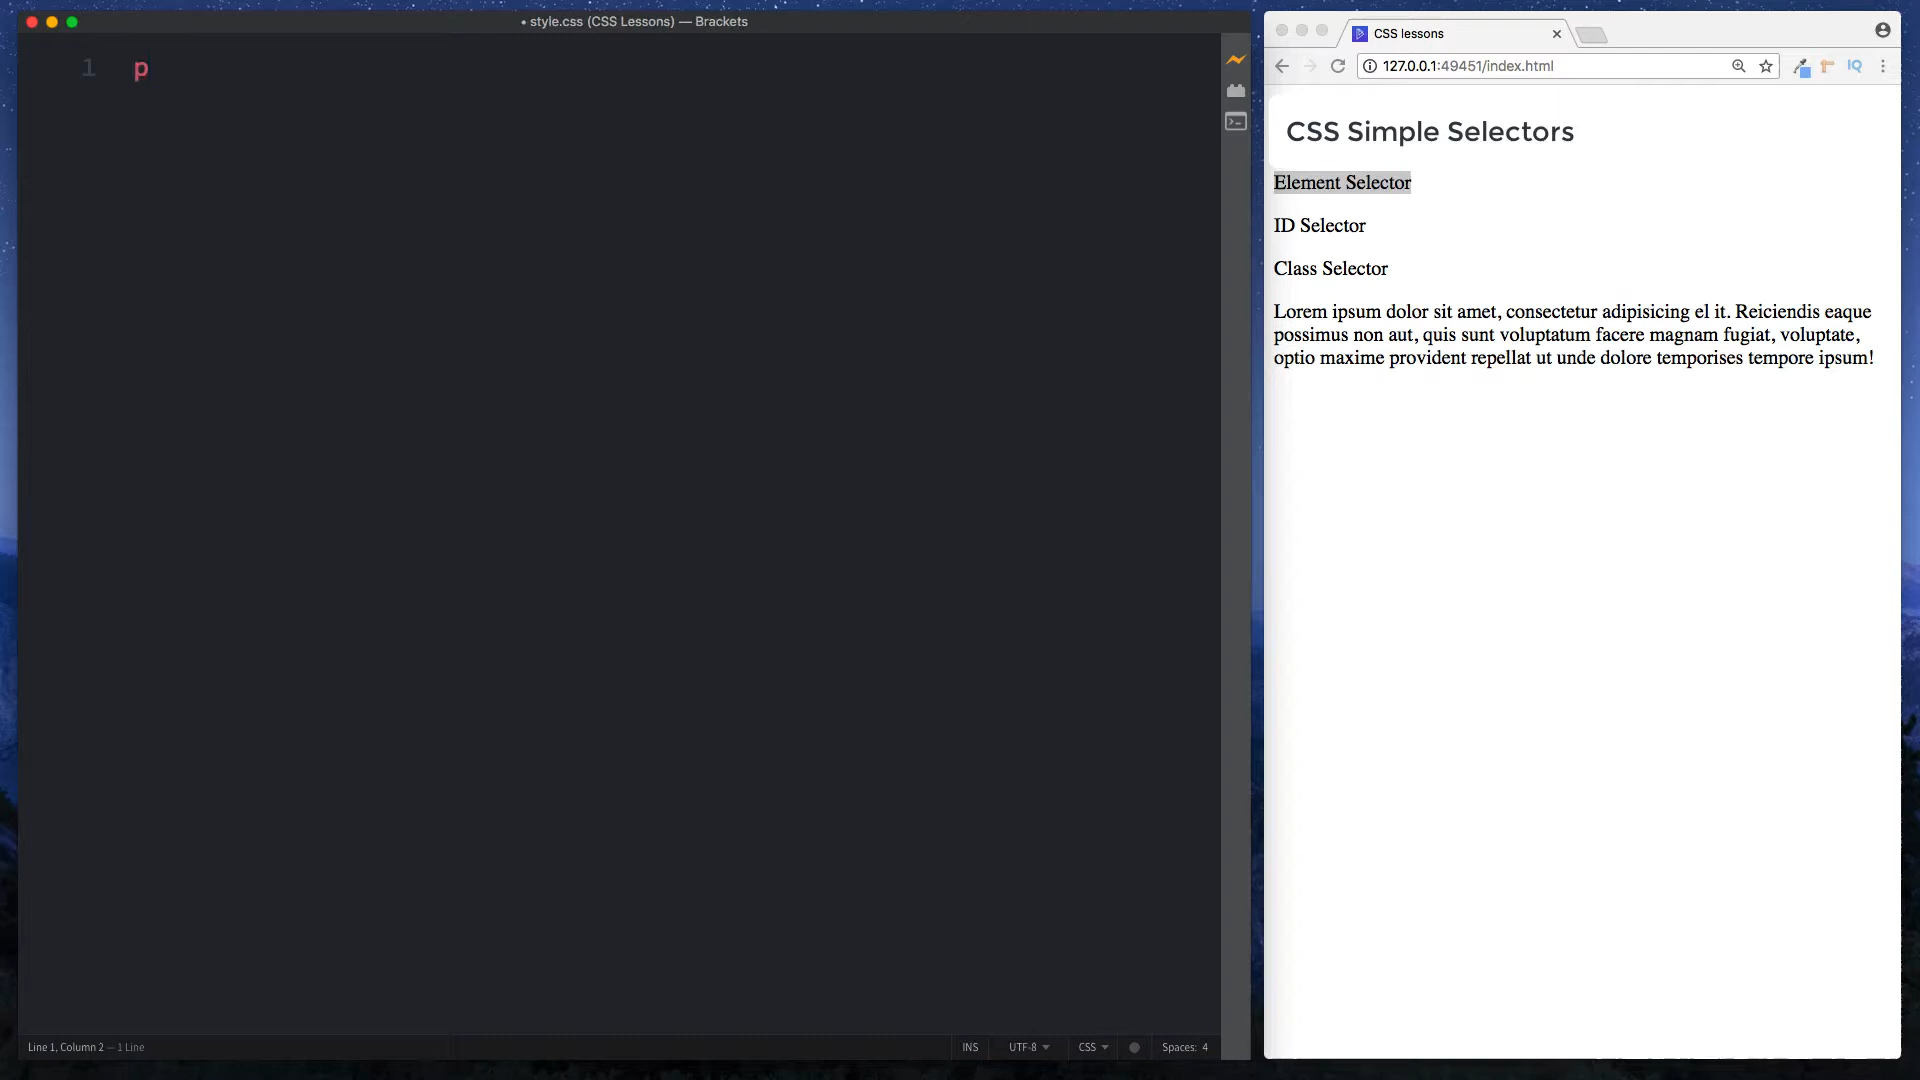 • style.css (CSS Lessons) — Brackets
1 p
Line 1, Column 2 — 1 Line
INS
UTF-8
CSS
Spaces: 4
CSS lessons
127.0.0.1:49451/index.html
IQ
CSS Simple Selectors
Element Selector
ID Selector
Class Selector
Lorem ipsum dolor sit amet, consectetur adipisicing el it. Reiciendis eaque
possimus non aut, quis sunt voluptatum facere magnam fugiat, voluptate,
optio maxime provident repellat ut unde dolore temporises tempore ipsum!